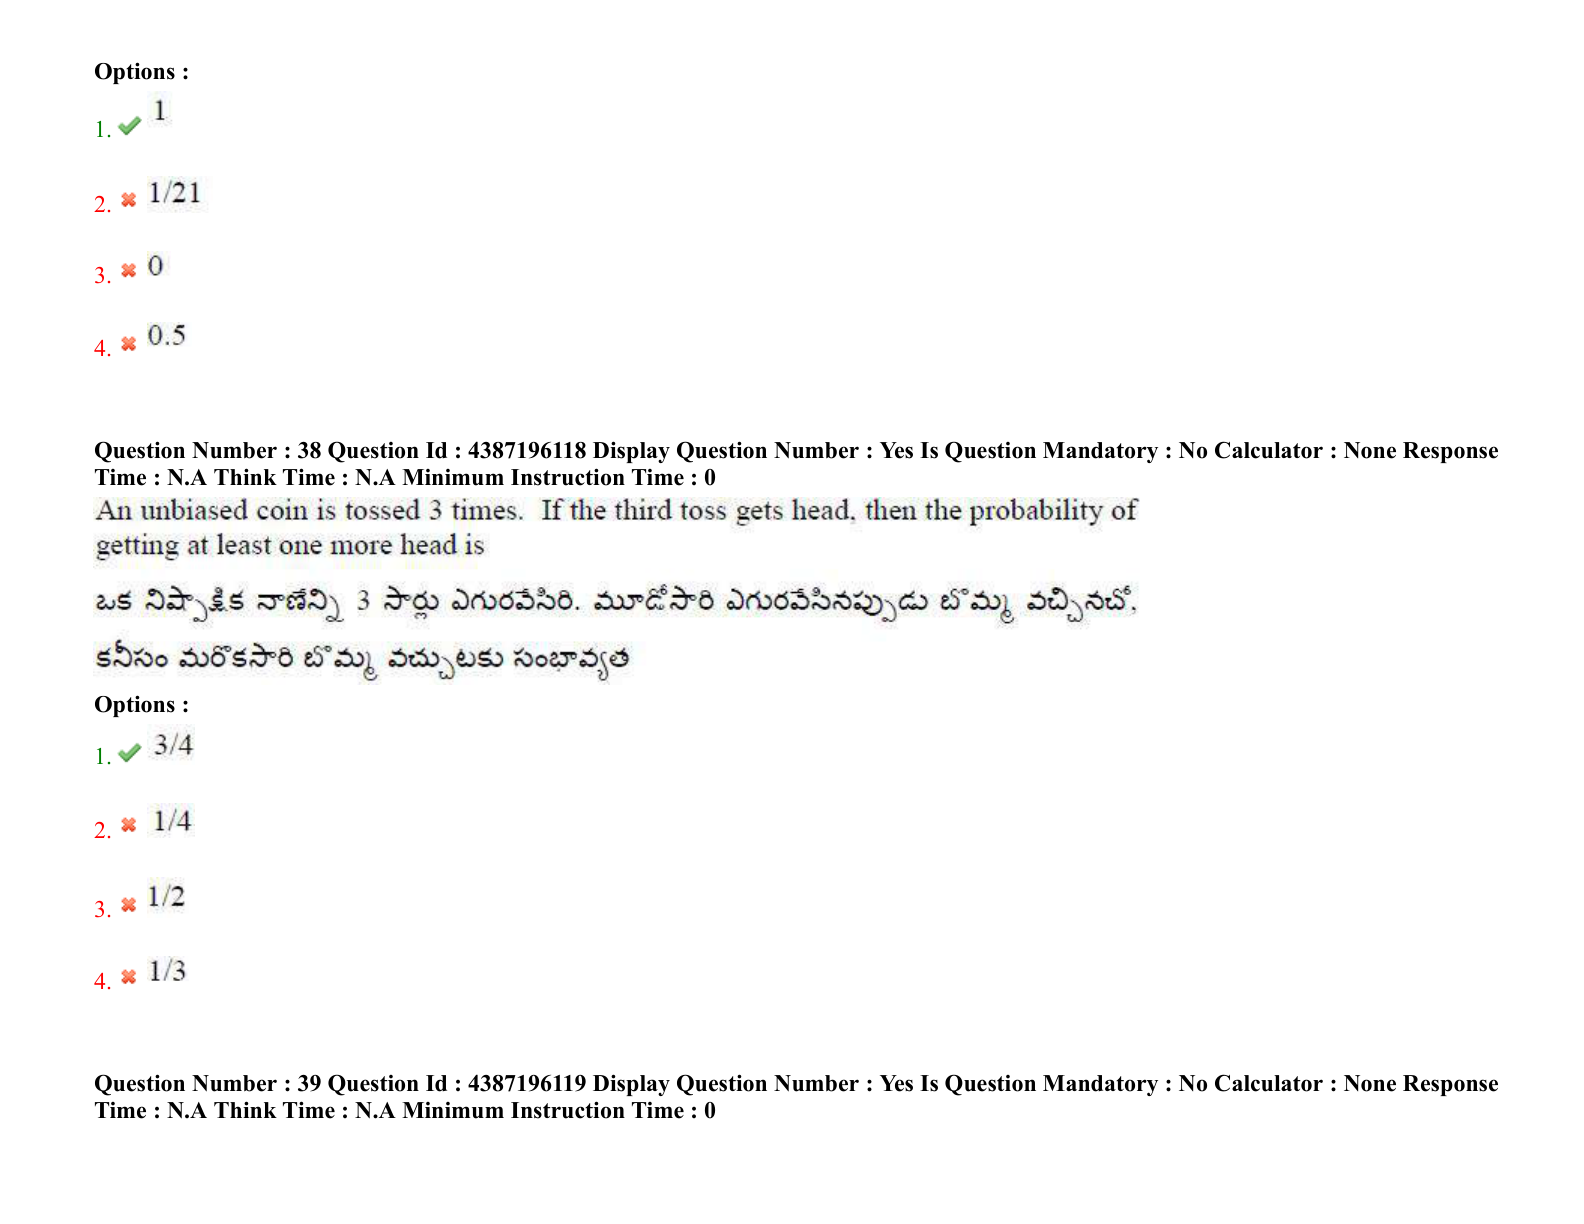 Options :
1. 1
2. 1/21
3. 0
4. 0.5
Question Number : 38 Question Id : 4387196118 Display Question Number : Yes Is Question Mandatory : No Calculator : None Response
Time : N.A Think Time : N.A Minimum Instruction Time : 0
An unbiased coin is tossed 3 times. If the third toss gets head, then the probability of
getting at least one more head is
ఒక నిష్పాక్షిక నాణేన్ని 3 సార్లు ఎగురవేసిరి. మూడోసారి ఎగురవేసినప్పుడు బొమ్మ వచ్చినచో,
కనీసం మరొకసారి బొమ్మ వచ్చుటకు సంభావ్యత
Options :
1. 3/4
2. 1/4
3. 1/2
4. 1/3
Question Number : 39 Question Id : 4387196119 Display Question Number : Yes Is Question Mandatory : No Calculator : None Response
Time : N.A Think Time : N.A Minimum Instruction Time : 0